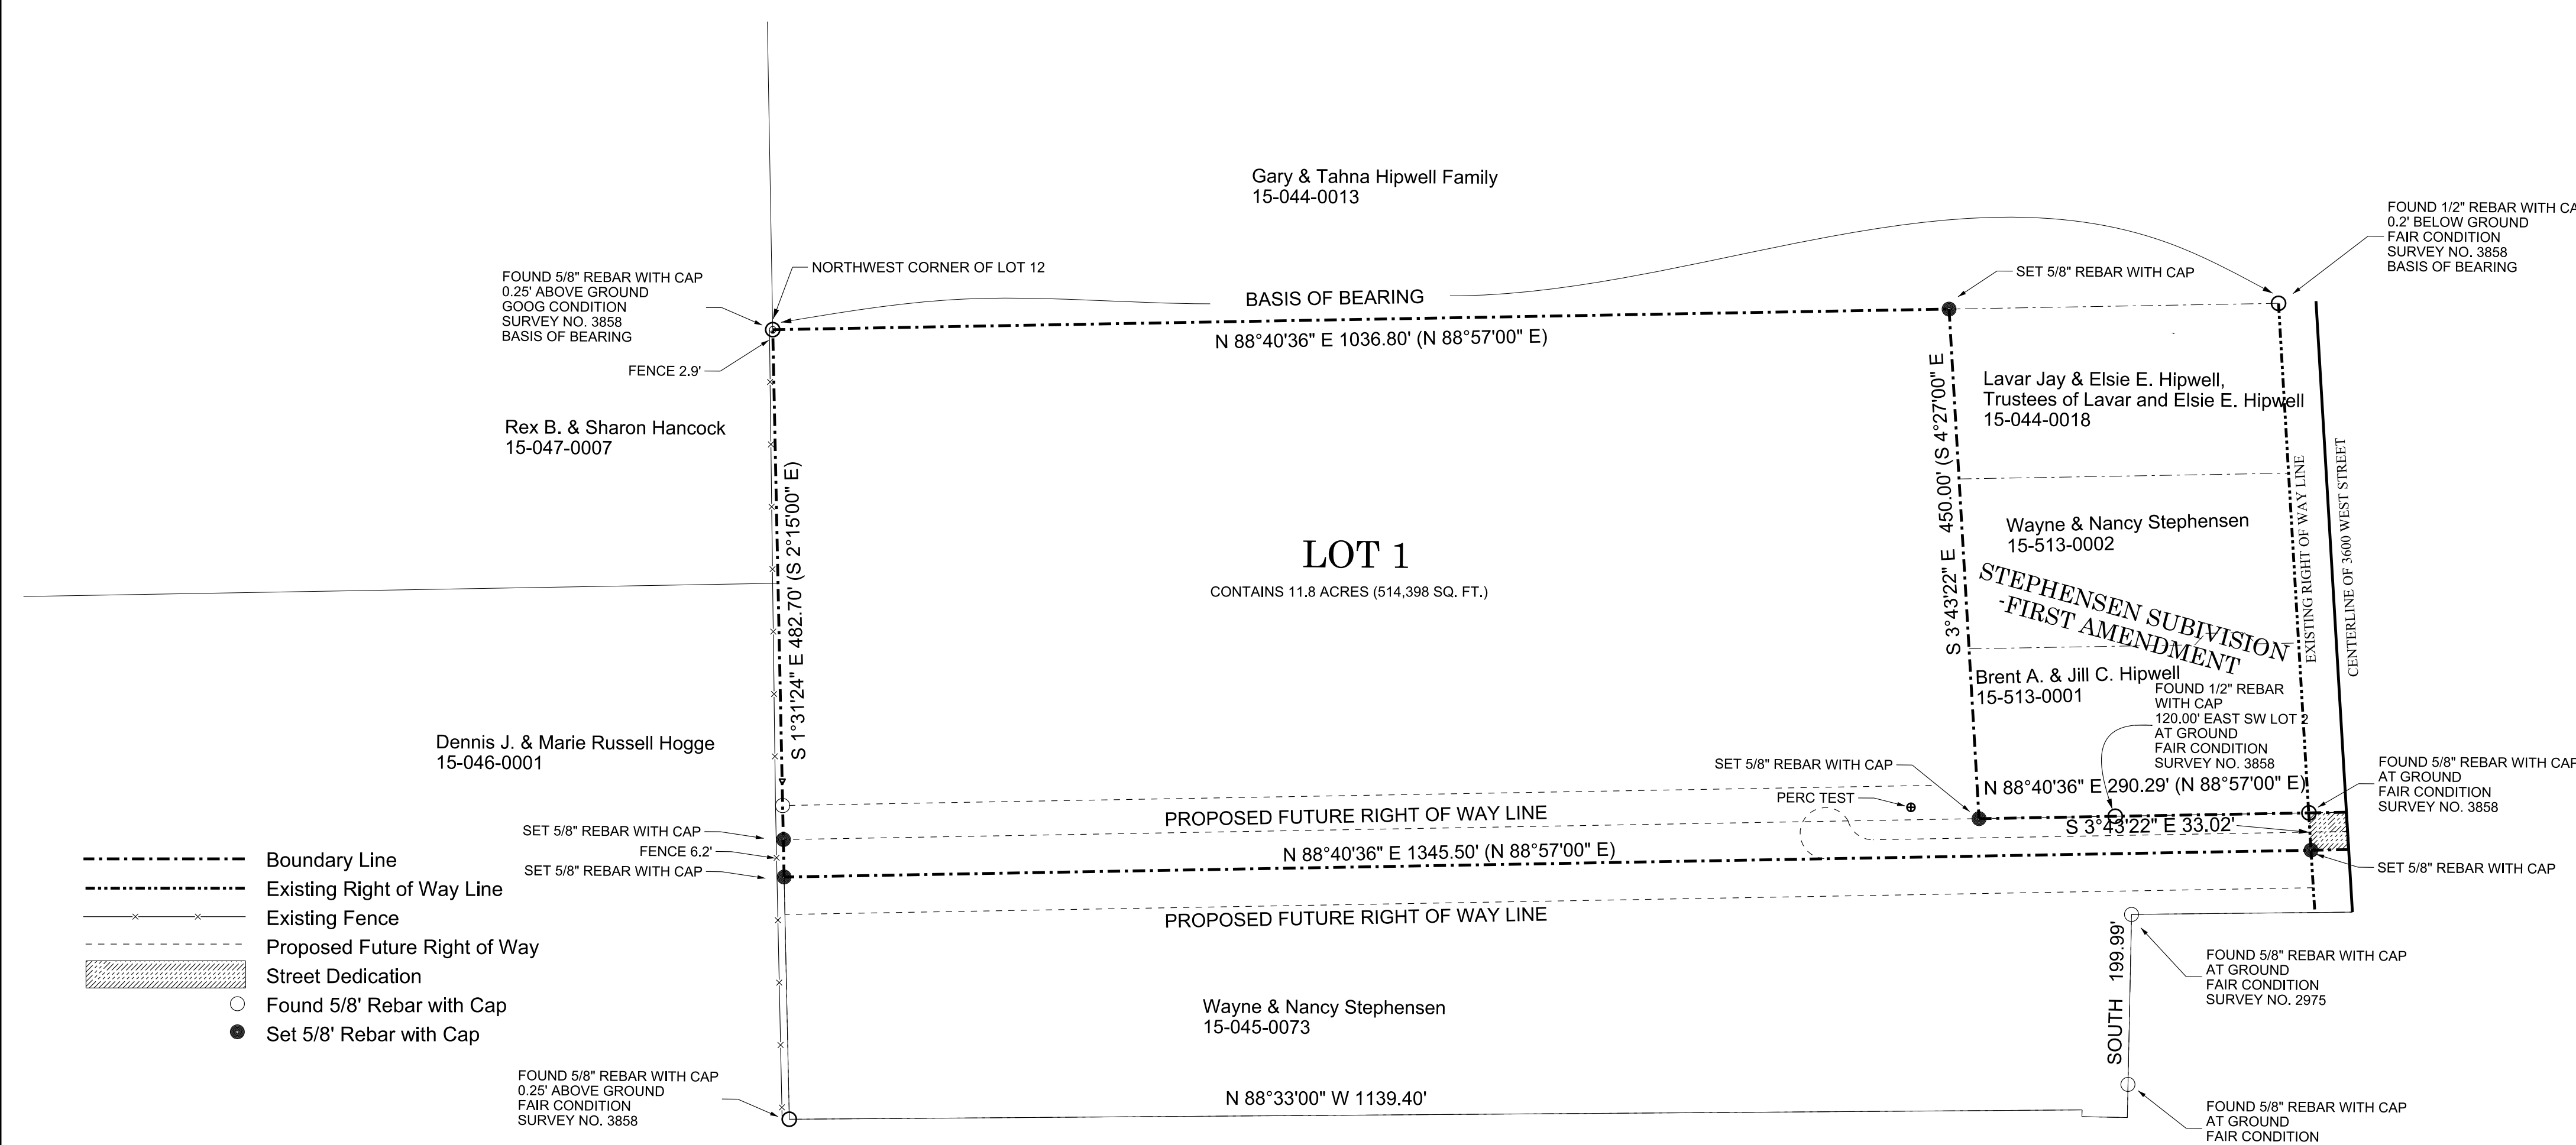 Gary & Tahna Hipwell Family
15-044-0013
FOUND 1/2" REBAR WITH CA
0.2' BELOW GROUND
FAIR CONDITION
SURVEY NO. 3858
BASIS OF BEARING
FOUND 5/8" REBAR WITH CAP
0.25' ABOVE GROUND
GOOG CONDITION
SURVEY NO. 3858
BASIS OF BEARING
NORTHWEST CORNER OF LOT 12
SET 5/8" REBAR WITH CAP
BASIS OF BEARING
N 88°40'36" E 1036.80' (N 88°57'00" E)
FENCE 2.9'
Rex B. & Sharon Hancock
15-047-0007
S 1°31'24" E 482.70' (S 2°15'00" E)
S 3°43'22" E 450.00' (S 4°27'00" E
Lavar Jay & Elsie E. Hipwell,
Trustees of Lavar and Elsie E. Hipwell
15-044-0018
EXISTING RIGHT OF WAY LINE
CENTERLINE OF 3600 WEST STREET
Wayne & Nancy Stephensen
15-513-0002
LOT 1
CONTAINS 11.8 ACRES (514,398 SQ. FT.)
STEPHENSEN SUBIVISION
-FIRST AMENDMENT
Brent A. & Jill C. Hipwell
15-513-0001
FOUND 1/2" REBAR
WITH CAP
120.00' EAST SW LOT 2
AT GROUND
FAIR CONDITION
SURVEY NO. 3858
Dennis J. & Marie Russell Hogge
15-046-0001
SET 5/8" REBAR WITH CAP
N 88°40'36" E 290.29' (N 88°57'00" E)
FOUND 5/8" REBAR WITH CAP
AT GROUND
FAIR CONDITION
SURVEY NO. 3858
PERC TEST
PROPOSED FUTURE RIGHT OF WAY LINE
S 3°43'22" E 33.02'
SET 5/8" REBAR WITH CAP
FENCE 6.2'
SET 5/8" REBAR WITH CAP
N 88°40'36" E 1345.50' (N 88°57'00" E)
SET 5/8" REBAR WITH CAP
PROPOSED FUTURE RIGHT OF WAY LINE
Boundary Line
Existing Right of Way Line
Existing Fence
Proposed Future Right of Way
Street Dedication
Found 5/8' Rebar with Cap
Set 5/8' Rebar with Cap
SOUTH 199.99'
FOUND 5/8" REBAR WITH CAP
AT GROUND
FAIR CONDITION
SURVEY NO. 2975
Wayne & Nancy Stephensen
15-045-0073
FOUND 5/8" REBAR WITH CAP
0.25' ABOVE GROUND
FAIR CONDITION
SURVEY NO. 3858
N 88°33'00" W 1139.40'
FOUND 5/8" REBAR WITH CAP
AT GROUND
FAIR CONDITION